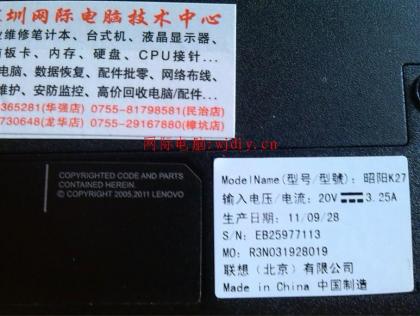 圳网际电脑技术中心
业维修笔记本、台式机、液晶显示器、
板卡、内存、硬盘、CPU接针...
电脑、数据恢复、配件批零、网络布线、
维护、安防监控、高价回收电脑/配件...
365281(华强店) 0755-81798581(民治店)
730648(龙华店) 0755-29167880(樟坑店)
网际电脑:wjdiy.cn
COPYRIGHTED CODE AND PARTS
CONTAINED HEREIN.
© COPYRIGHT 2005,2011 LENOVO
ModelName(型号/型號): 昭阳K27
输入电压/电流: 20V 3.25A
生产日期: 11/09/28
S/N: EB25977113
MO: R3N031928019
联想(北京)有限公司
Made in China 中国制造